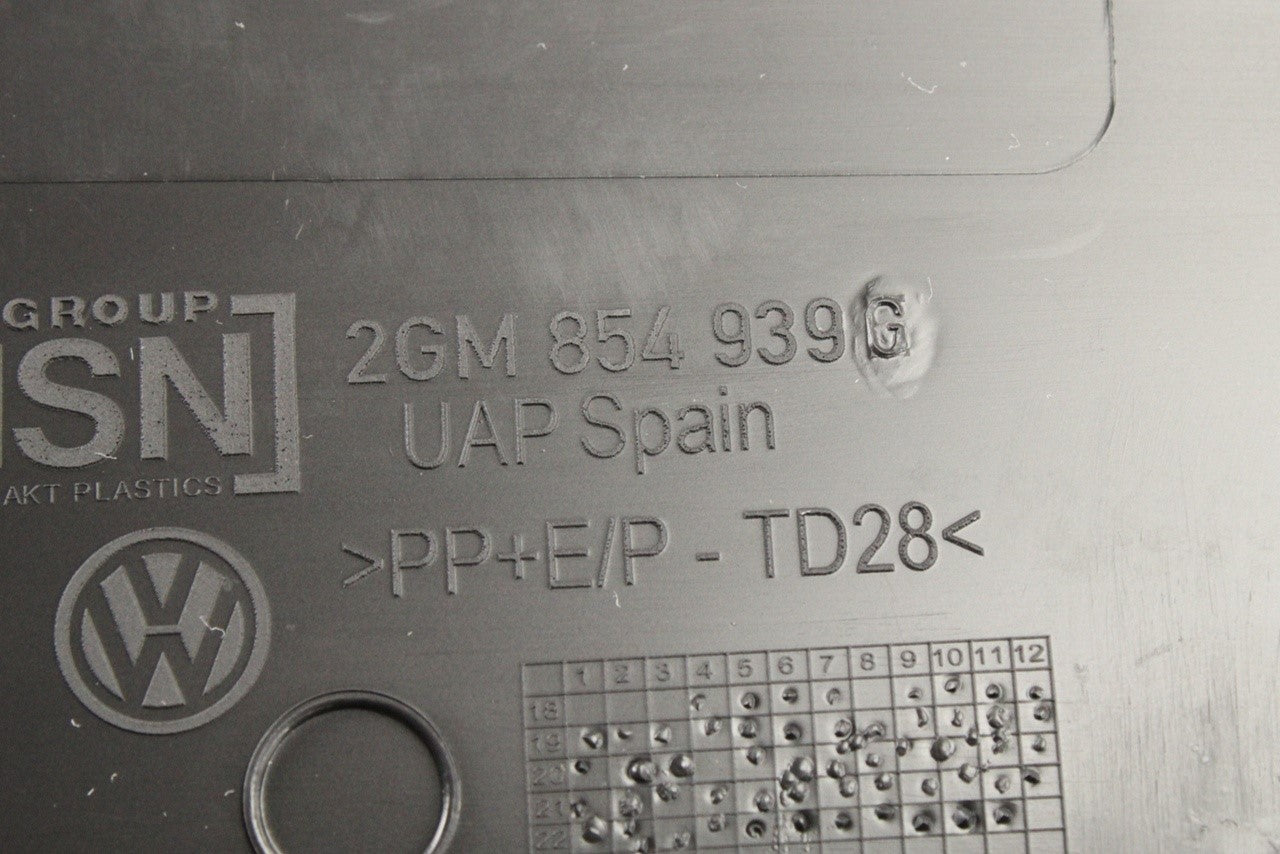 GROUP
SN
AKT PLASTICS
2GM 854 939 G
UAP Spain
>PP+E/P - TD28<
1 2 3 4 5 6 7 8 9 10 11 12
18
19
20
21
22